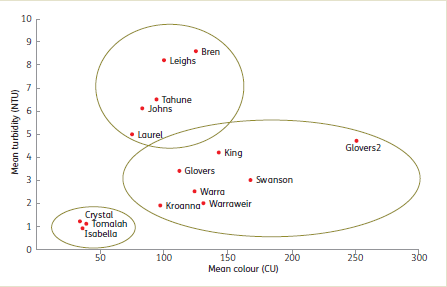 10
9
8
7
6
5
4
3
2
1
0
Mean turbidity (NTU)
Bren
Leighs
Tahune
Johns
Laurel
King
Glovers2
Glovers
Swanson
Warra
Kroanna
Warraweir
Crystal
Tomalah
Isabella
50
100
150
200
250
300
Mean colour (CU)